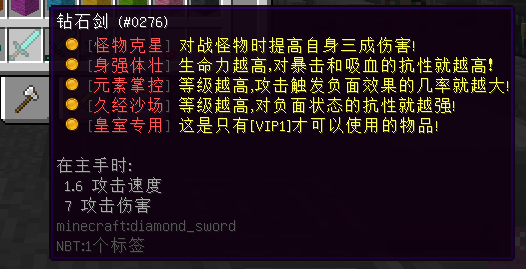 钻石剑 (#0276)
[怪物克星] 对战怪物时提高自身三成伤害!
[身强体壮] 生命力越高,对暴击和吸血的抗性就越高!
[元素掌控] 等级越高,攻击触发负面效果的几率就越大!
[久经沙场] 等级越高,对负面状态的抗性就越强!
[皇室专用] 这是只有[VIP1]才可以使用的物品!
在主手时:
1.6 攻击速度
7 攻击伤害
minecraft:diamond_sword
NBT:1个标签